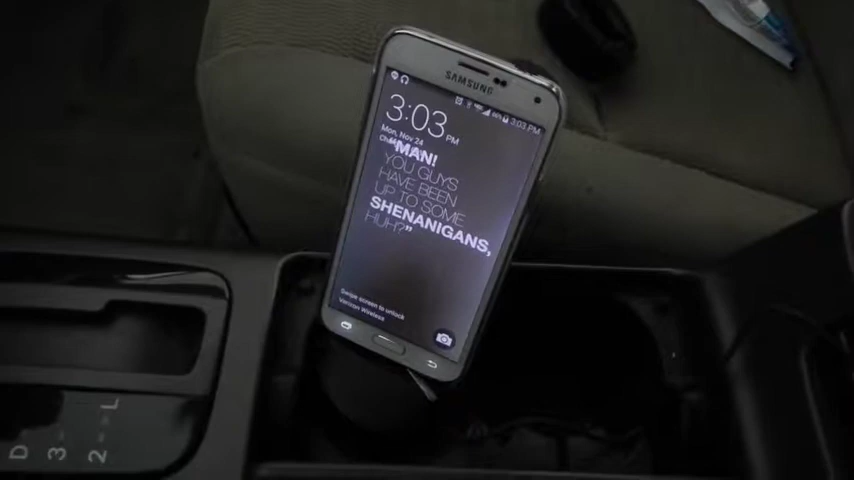 SAMSUNG
3:03 PM
3:03 PM
Mon, Nov 24
"MAN!
YOU GUYS
HAVE BEEN
UP TO SOME
SHENANIGANS,
HUH?"
Swipe screen to unlock
Verizon Wireless
L
2
3
D